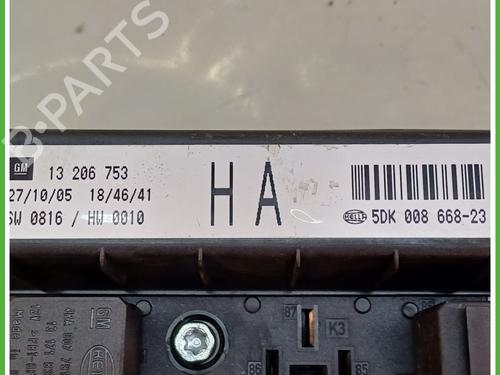 GM 13 206 753
27/10/05 18/46/41
SW 0816 / HW 0010
HA
HELLA 5DK 008 668-23
87
K3
86
85
GM
B-Parts